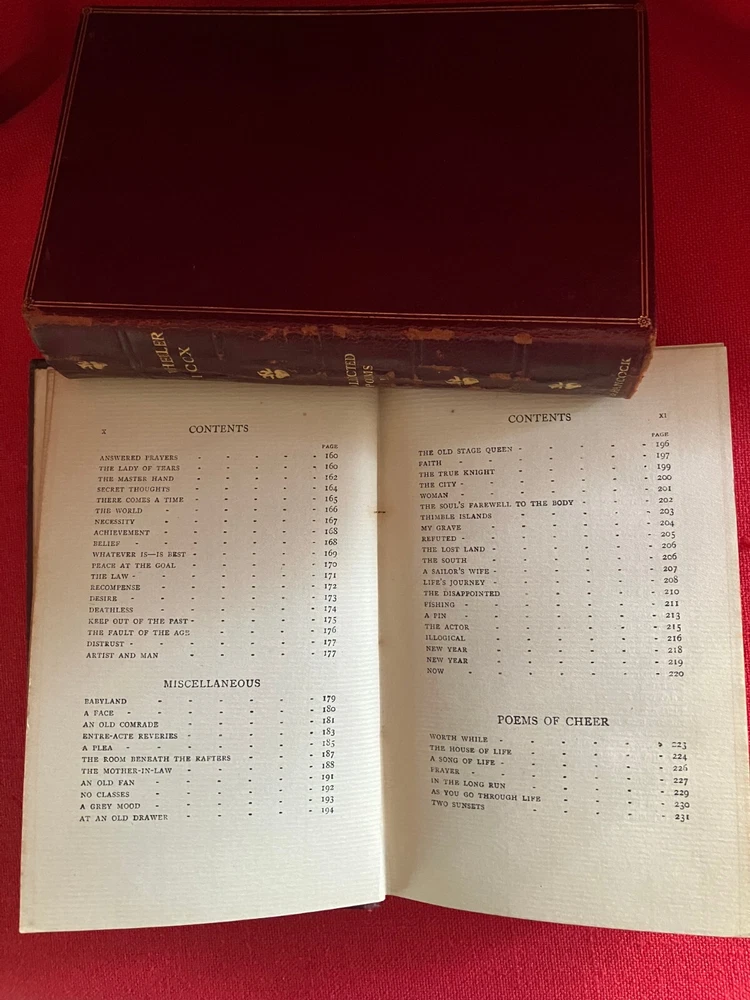 HEELER
CCX
LLECTED
X CONTENTS
PAGE
ANSWERED PRAYERS - - - - - 160
THE LADY OF TEARS - - - - - 160
THE MASTER HAND - - - - - 162
SECRET THOUGHTS - - - - - 164
THERE COMES A TIME - - - - - 165
THE WORLD - - - - - 166
NECESSITY - - - - - 167
ACHIEVEMENT - - - - - 168
BELIEF - - - - - - 168
WHATEVER IS—IS BEST - - - - - 169
PEACE AT THE GOAL - - - - - 170
THE LAW - - - - - - 171
RECOMPENSE - - - - - 172
DESIRE - - - - - - 173
DEATHLESS - - - - - 174
KEEP OUT OF THE PAST - - - - - 175
THE FAULT OF THE AGE - - - - - 176
DISTRUST - - - - - - 177
ARTIST AND MAN - - - - - 177
MISCELLANEOUS
BABYLAND - - - - - - 179
A FACE - - - - - - 180
AN OLD COMRADE - - - - - 181
ENTRE-ACTE REVERIES - - - - - 183
A PLEA - - - - - - 185
THE ROOM BENEATH THE RAFTERS - - - - 187
THE MOTHER-IN-LAW - - - - - 188
AN OLD FAN - - - - - 191
NO CLASSES - - - - - 192
A GREY MOOD - - - - - 193
AT AN OLD DRAWER - - - - - 194
CONTENTS XI
PAGE
THE OLD STAGE QUEEN - - - - - 196
FAITH - - - - - - 197
THE TRUE KNIGHT - - - - - 199
THE CITY - - - - - - 200
WOMAN - - - - - - 201
THE SOUL'S FAREWELL TO THE BODY - - - - 202
THIMBLE ISLANDS - - - - - 203
MY GRAVE - - - - - 204
REFUTED - - - - - - 205
THE LOST LAND - - - - - 206
THE SOUTH - - - - - 206
A SAILOR'S WIFE - - - - - 207
LIFE'S JOURNEY - - - - - 208
THE DISAPPOINTED - - - - - 210
FISHING - - - - - - 211
A PIN - - - - - - 213
THE ACTOR - - - - - 215
ILLOGICAL - - - - - 216
NEW YEAR - - - - - 218
NEW YEAR - - - - - 219
NOW - - - - - - 220
POEMS OF CHEER
WORTH WHILE - - - - - 223
THE HOUSE OF LIFE - - - - - 224
A SONG OF LIFE - - - - - 226
PRAYER - - - - - - 227
IN THE LONG RUN - - - - - 229
AS YOU GO THROUGH LIFE - - - - 230
TWO SUNSETS - - - - - 231